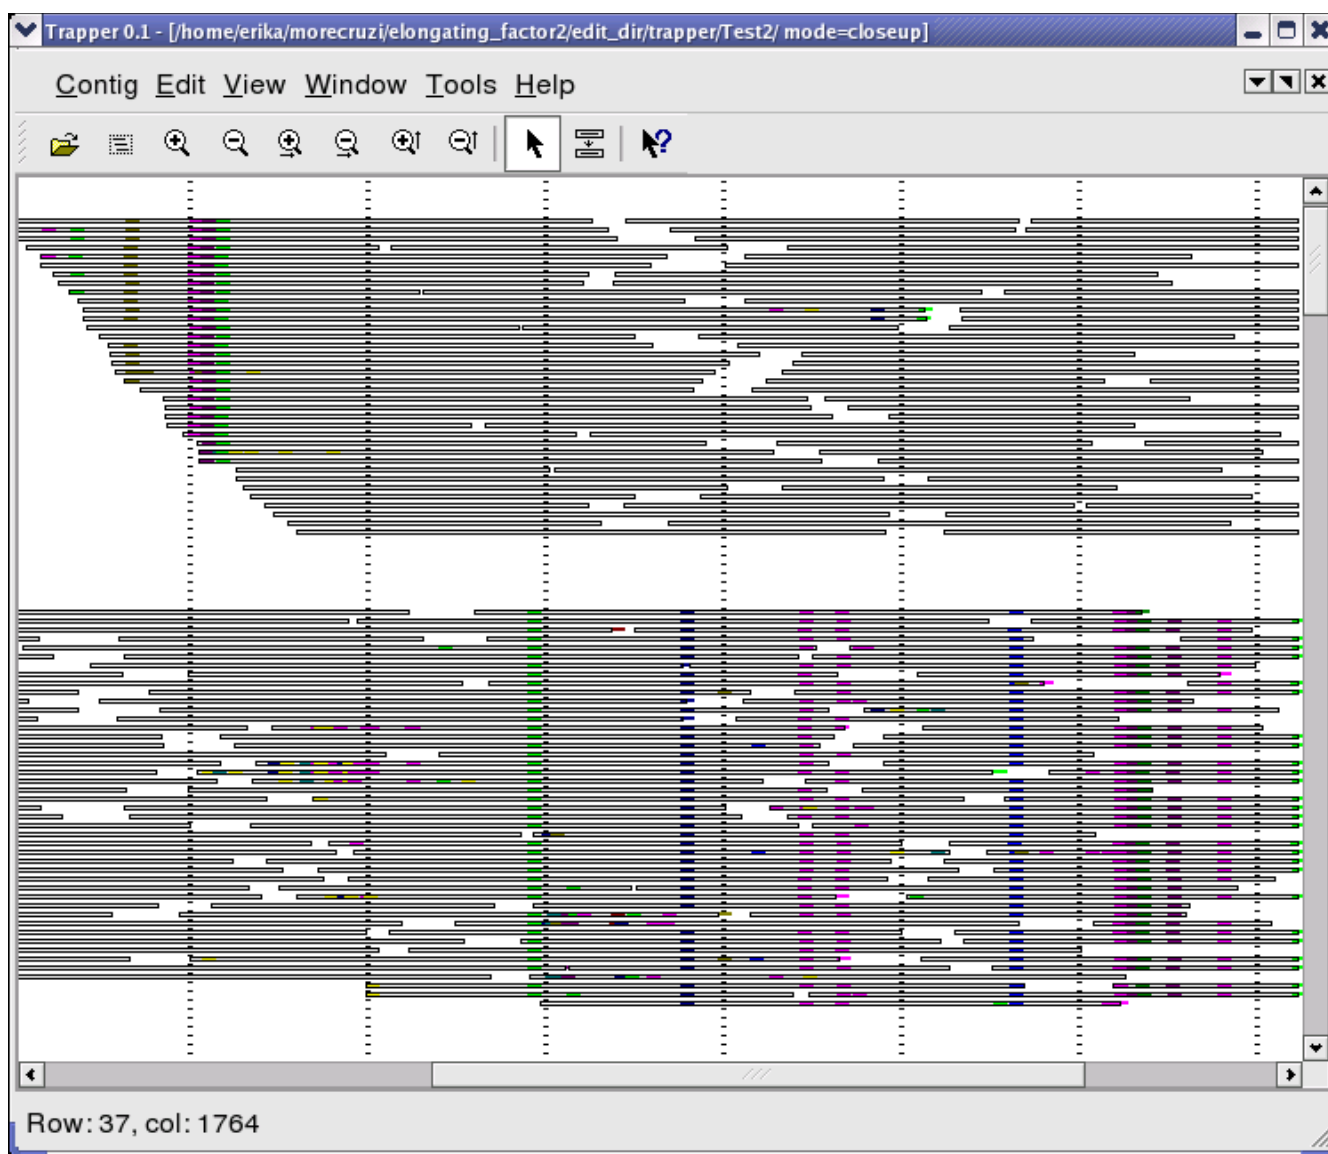 Trapper 0.1 - [/home/erika/morecruzi/elongating_factor2/edit_dir/trapper/Test2/ mode=closeup]
Contig Edit View Window Tools Help
Row: 37, col: 1764